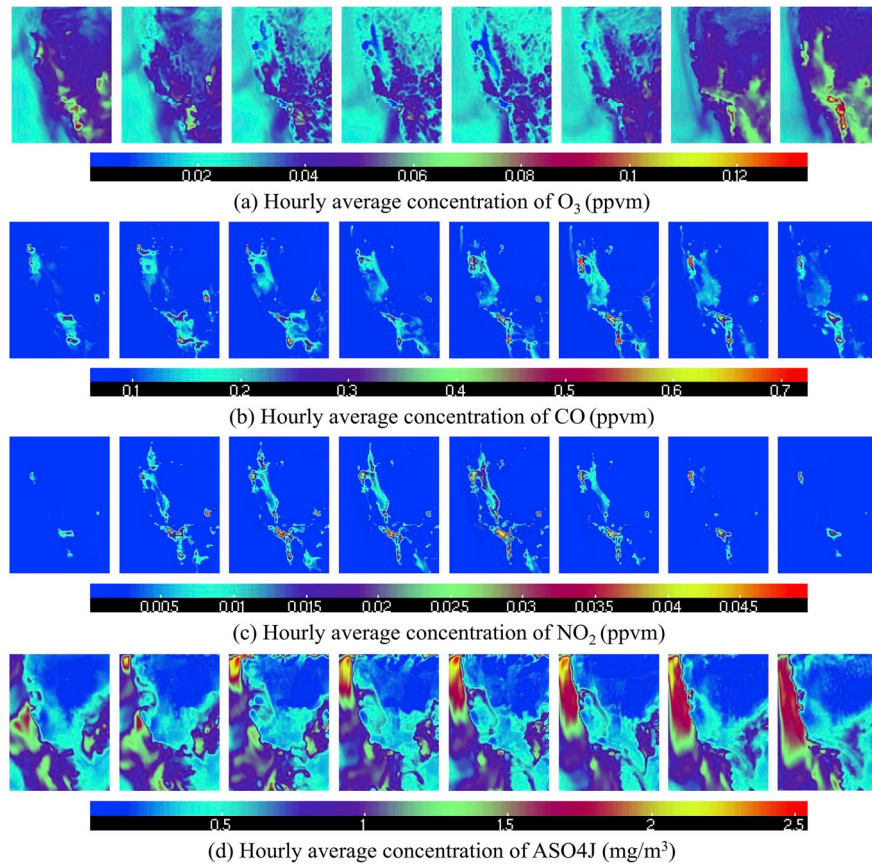 0.02 0.04 0.06 0.08 0.1 0.12
(a) Hourly average concentration of O₃ (ppvm)
0.1 0.2 0.3 0.4 0.5 0.6 0.7
(b) Hourly average concentration of CO (ppvm)
0.005 0.01 0.015 0.02 0.025 0.03 0.035 0.04 0.045
(c) Hourly average concentration of NO₂ (ppvm)
0.5 1 1.5 2 2.5
(d) Hourly average concentration of ASO4J (mg/m³)